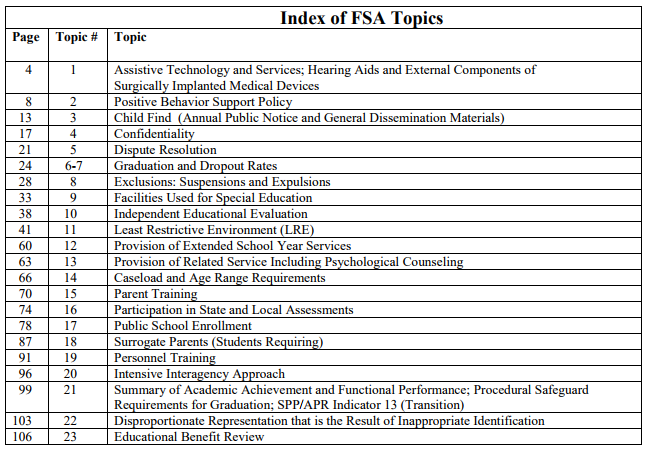 Index of FSA Topics
Page Topic # Topic
4 1 Assistive Technology and Services; Hearing Aids and External Components of
Surgically Implanted Medical Devices
8 2 Positive Behavior Support Policy
13 3 Child Find (Annual Public Notice and General Dissemination Materials)
17 4 Confidentiality
21 5 Dispute Resolution
24 6-7 Graduation and Dropout Rates
28 8 Exclusions: Suspensions and Expulsions
33 9 Facilities Used for Special Education
38 10 Independent Educational Evaluation
41 11 Least Restrictive Environment (LRE)
60 12 Provision of Extended School Year Services
63 13 Provision of Related Service Including Psychological Counseling
66 14 Caseload and Age Range Requirements
70 15 Parent Training
74 16 Participation in State and Local Assessments
78 17 Public School Enrollment
87 18 Surrogate Parents (Students Requiring)
91 19 Personnel Training
96 20 Intensive Interagency Approach
99 21 Summary of Academic Achievement and Functional Performance; Procedural Safeguard
Requirements for Graduation; SPP/APR Indicator 13 (Transition)
103 22 Disproportionate Representation that is the Result of Inappropriate Identification
106 23 Educational Benefit Review